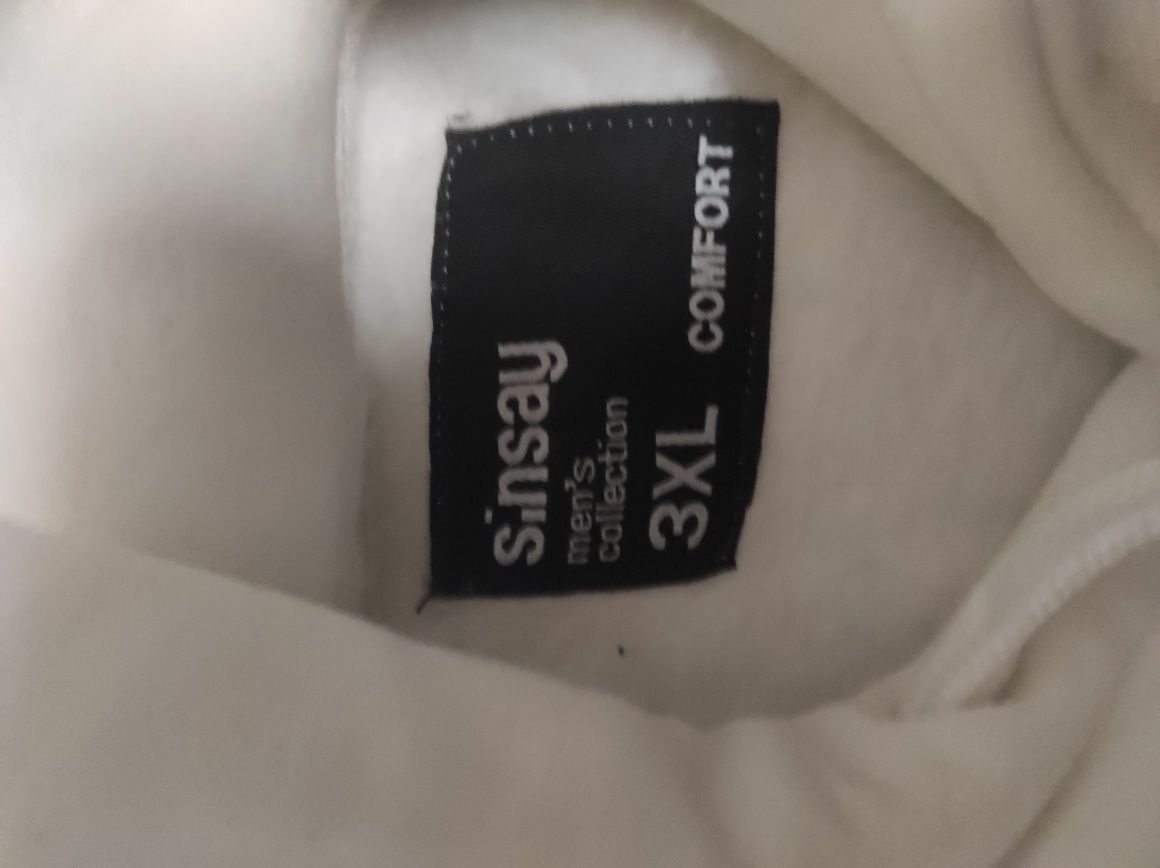 Sinsay
men's
collection
3XL COMFORT